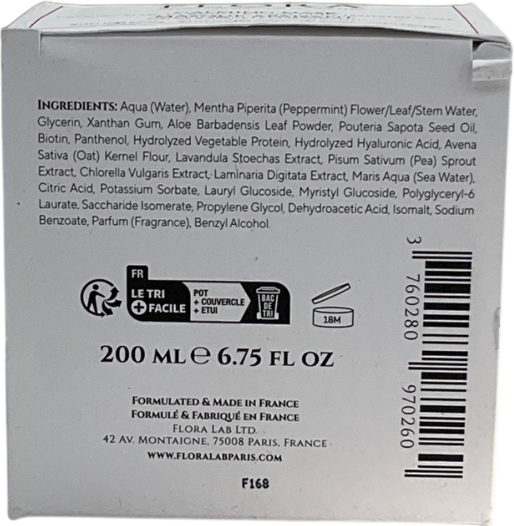 INGREDIENTS: Aqua (Water), Mentha Piperita (Peppermint) Flower/Leaf/Stem Water,
Glycerin, Xanthan Gum, Aloe Barbadensis Leaf Powder, Pouteria Sapota Seed Oil,
Biotin, Panthenol, Hydrolyzed Vegetable Protein, Hydrolyzed Hyaluronic Acid, Avena
Sativa (Oat) Kernel Flour, Lavandula Stoechas Extract, Pisum Sativum (Pea) Sprout
Extract, Chlorella Vulgaris Extract, Laminaria Digitata Extract, Maris Aqua (Sea Water),
Citric Acid, Potassium Sorbate, Lauryl Glucoside, Myristyl Glucoside, Polyglyceryl-6
Laurate, Saccharide Isomerate, Propylene Glycol, Dehydroacetic Acid, Isomalt, Sodium
Benzoate, Parfum (Fragrance), Benzyl Alcohol
FR
LE TRI
+ FACILE
POT
+ COUVERCLE
+ ETUI
BAC
DE
TRI
18M
200 ML e 6.75 FL OZ
FORMULATED & MADE IN FRANCE
FORMULÉ & FABRIQUÉ EN FRANCE
FLORA LAB LTD.
42 AV. MONTAIGNE, 75008 PARIS, FRANCE
WWW.FLORALABPARIS.COM
F168
3 760280 970260